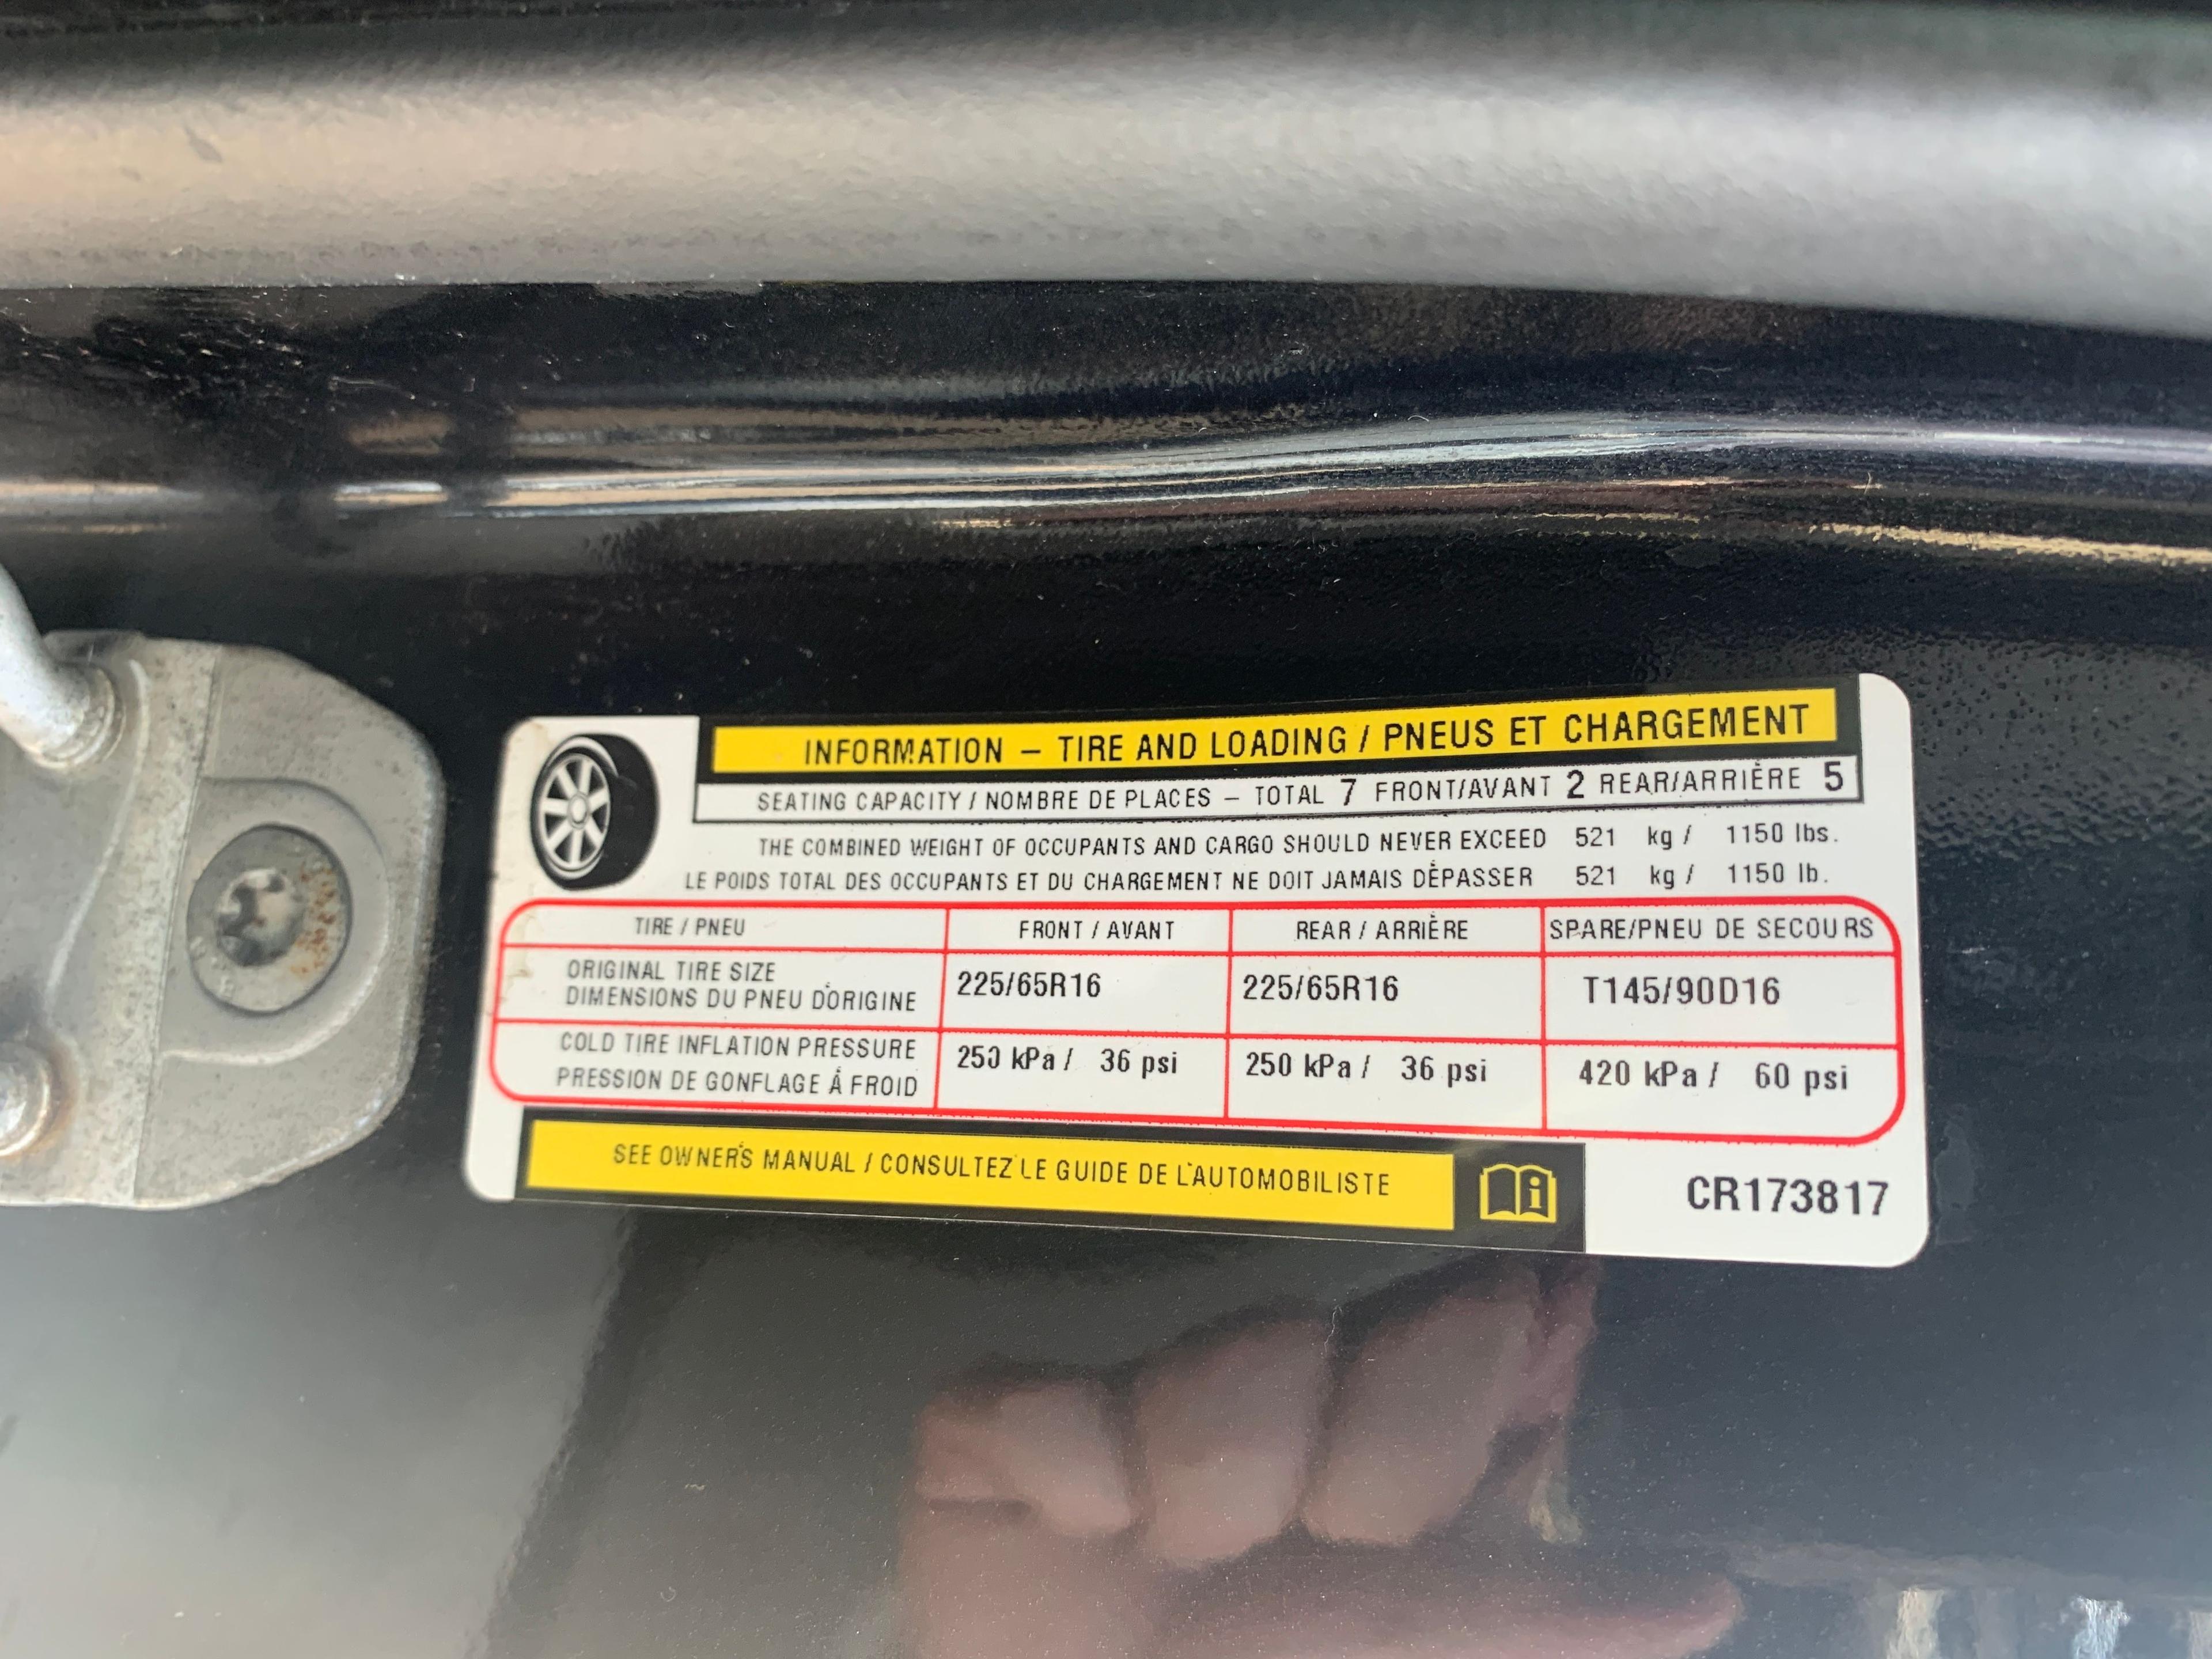 INFORMATION – TIRE AND LOADING / PNEUS ET CHARGEMENT
SEATING CAPACITY / NOMBRE DE PLACES – TOTAL 7 FRONT/AVANT 2 REAR/ARRIÈRE 5
THE COMBINED WEIGHT OF OCCUPANTS AND CARGO SHOULD NEVER EXCEED 521 kg / 1150 lbs.
LE POIDS TOTAL DES OCCUPANTS ET DU CHARGEMENT NE DOIT JAMAIS DÉPASSER 521 kg / 1150 lb.
TIRE / PNEU FRONT / AVANT REAR / ARRIÈRE SPARE/PNEU DE SECOURS
ORIGINAL TIRE SIZE
DIMENSIONS DU PNEU D'ORIGINE 225/65R16 225/65R16 T145/90D16
COLD TIRE INFLATION PRESSURE
PRESSION DE GONFLAGE À FROID 250 kPa / 36 psi 250 kPa / 36 psi 420 kPa / 60 psi
SEE OWNER'S MANUAL / CONSULTEZ LE GUIDE DE L'AUTOMOBILISTE
CR173817